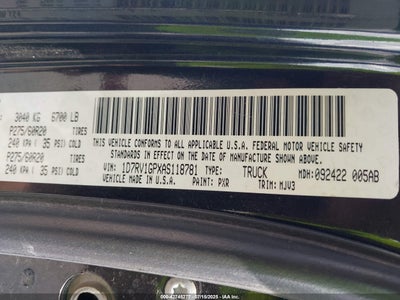 3040 KG 6700 LB
P275/60R20 TIRES
240 KPA ( 35 PSI) COLD
P275/60R20 TIRES
240 KPA ( 35 PSI) COLD
THIS VEHICLE CONFORMS TO ALL APPLICABLE U.S.A. FEDERAL MOTOR VEHICLE SAFETY
STANDARDS IN EFFECT ON THE DATE OF MANUFACTURE SHOWN ABOVE.
VIN: 1D7RV1GPXAS118781 TYPE: TRUCK
VEHICLE MADE IN U.S.A. PAINT: PXR TRIM: MJV3 MDH: 092422 005AB